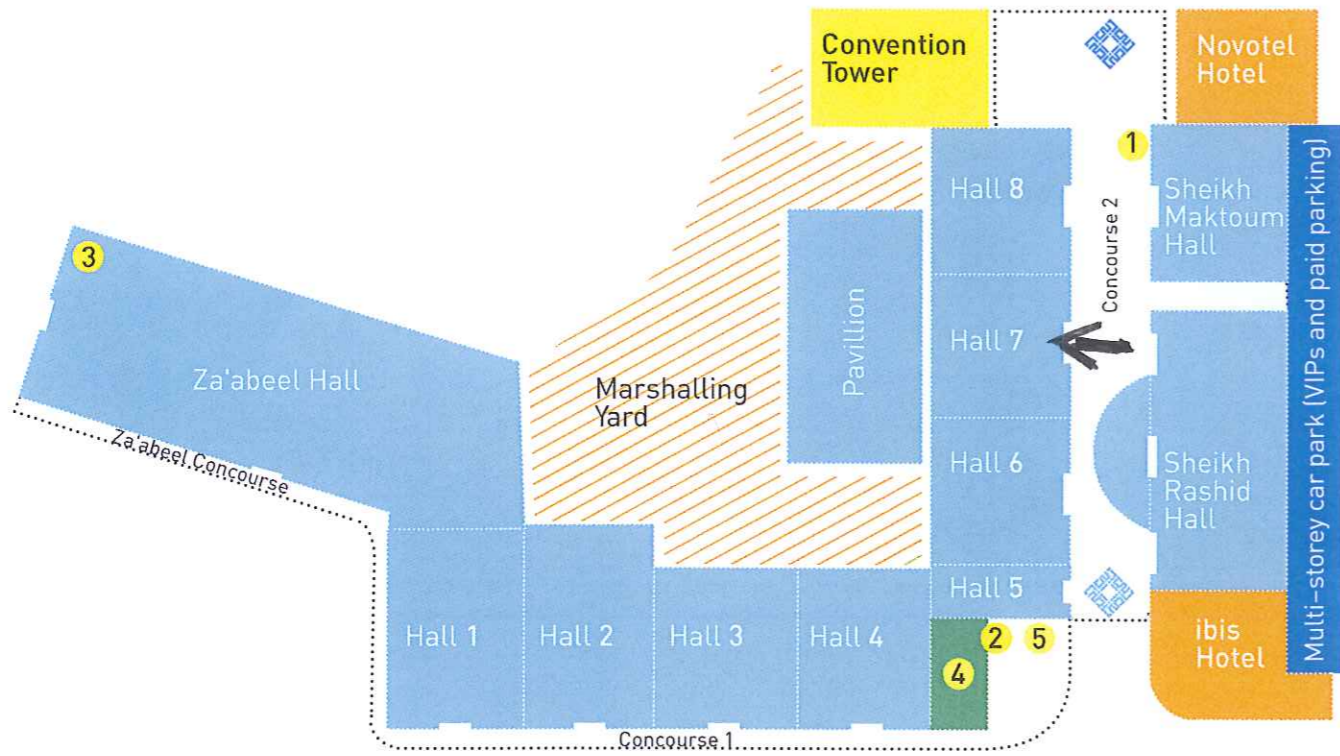 Convention
Tower
Novotel
Hotel
1
Hall 8
Sheikh
Maktoum
Hall
Concourse 2
Multi-storey car park (VIPs and paid parking)
3
Pavillion
Hall 7
Za'abeel Hall
Marshalling
Yard
Za'abeel Concourse
Hall 6
Sheikh
Rashid
Hall
Hall 5
Hall 1
Hall 2
Hall 3
Hall 4
2
5
4
ibis
Hotel
Concourse 1